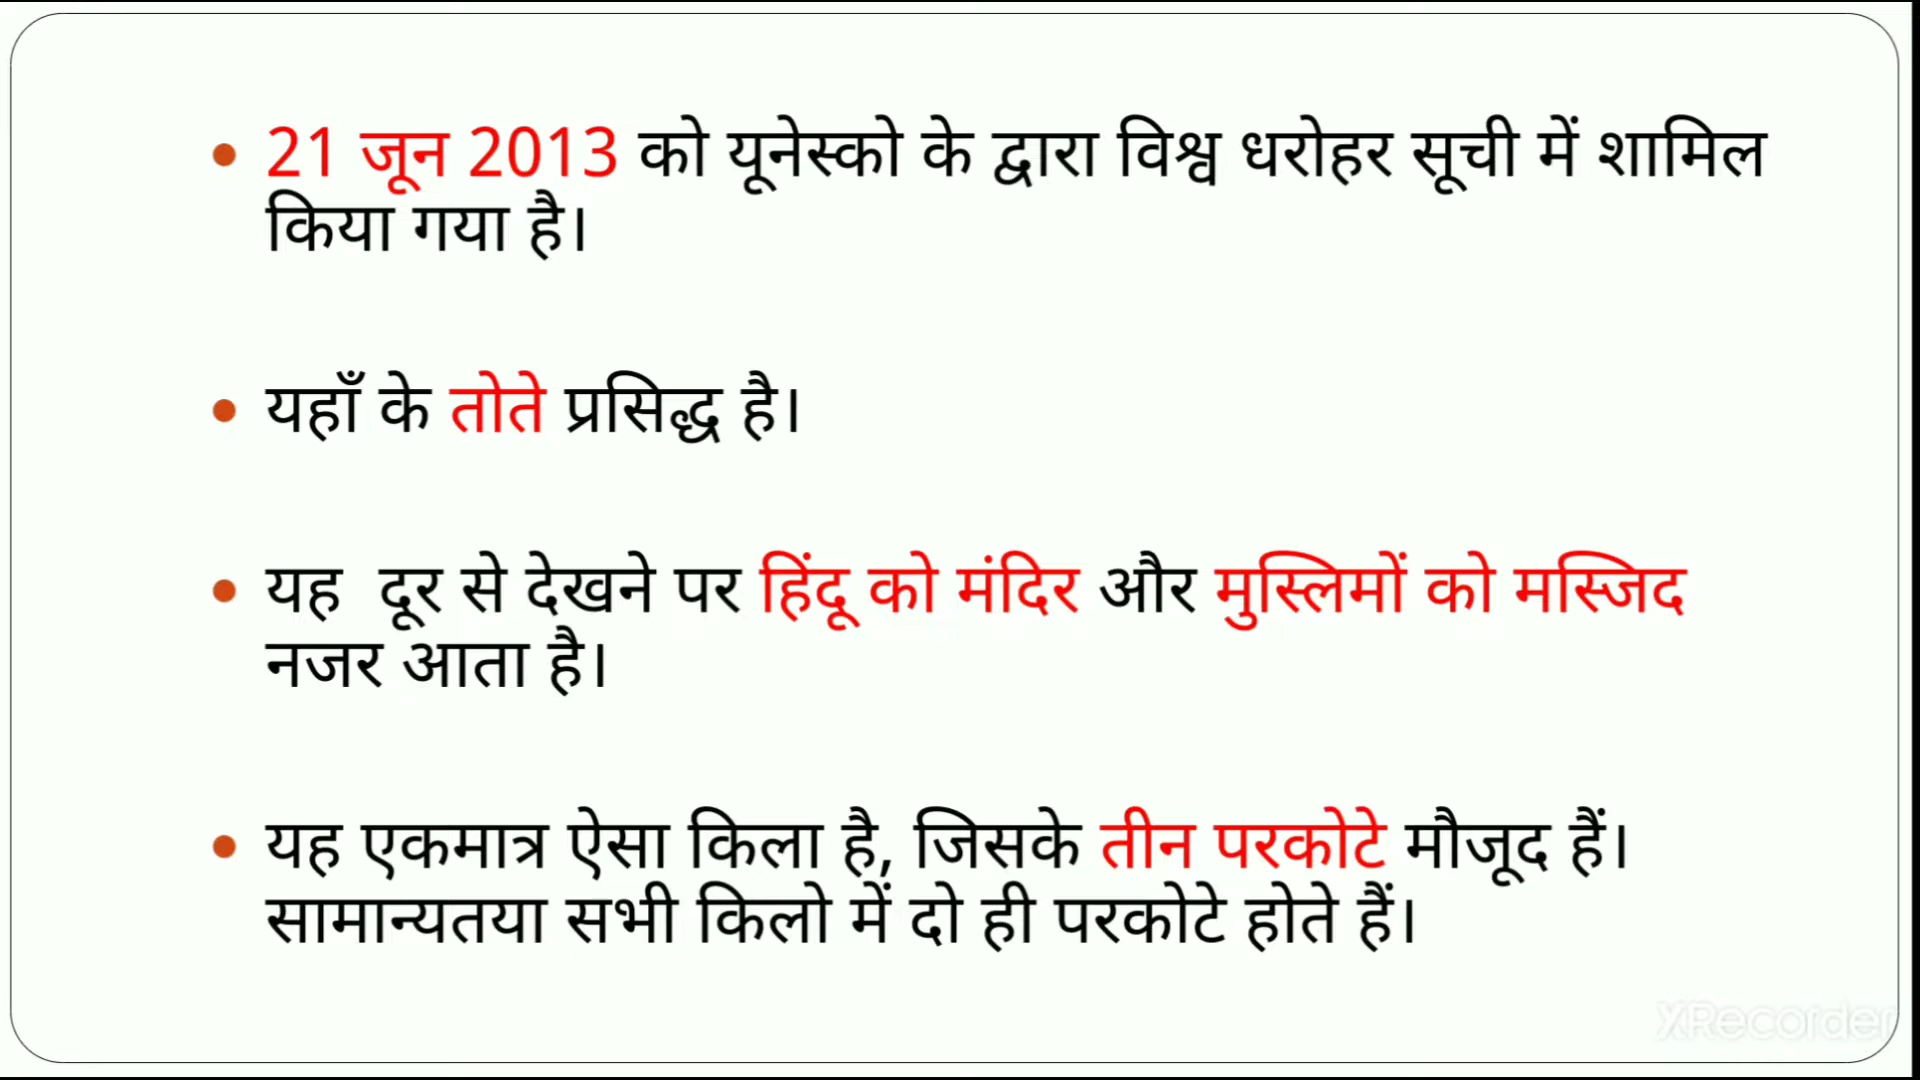 21 जून 2013 को यूनेस्को के द्वारा विश्व धरोहर सूची में शामिल
किया गया है।
यहाँ के तोते प्रसिद्ध है।
यह दूर से देखने पर हिंदू को मंदिर और मुस्लिमों को मस्जिद
नजर आता है।
यह एकमात्र ऐसा किला है, जिसके तीन परकोटे मौजूद हैं।
सामान्यतया सभी किलो में दो ही परकोटे होते हैं।
XRecorder